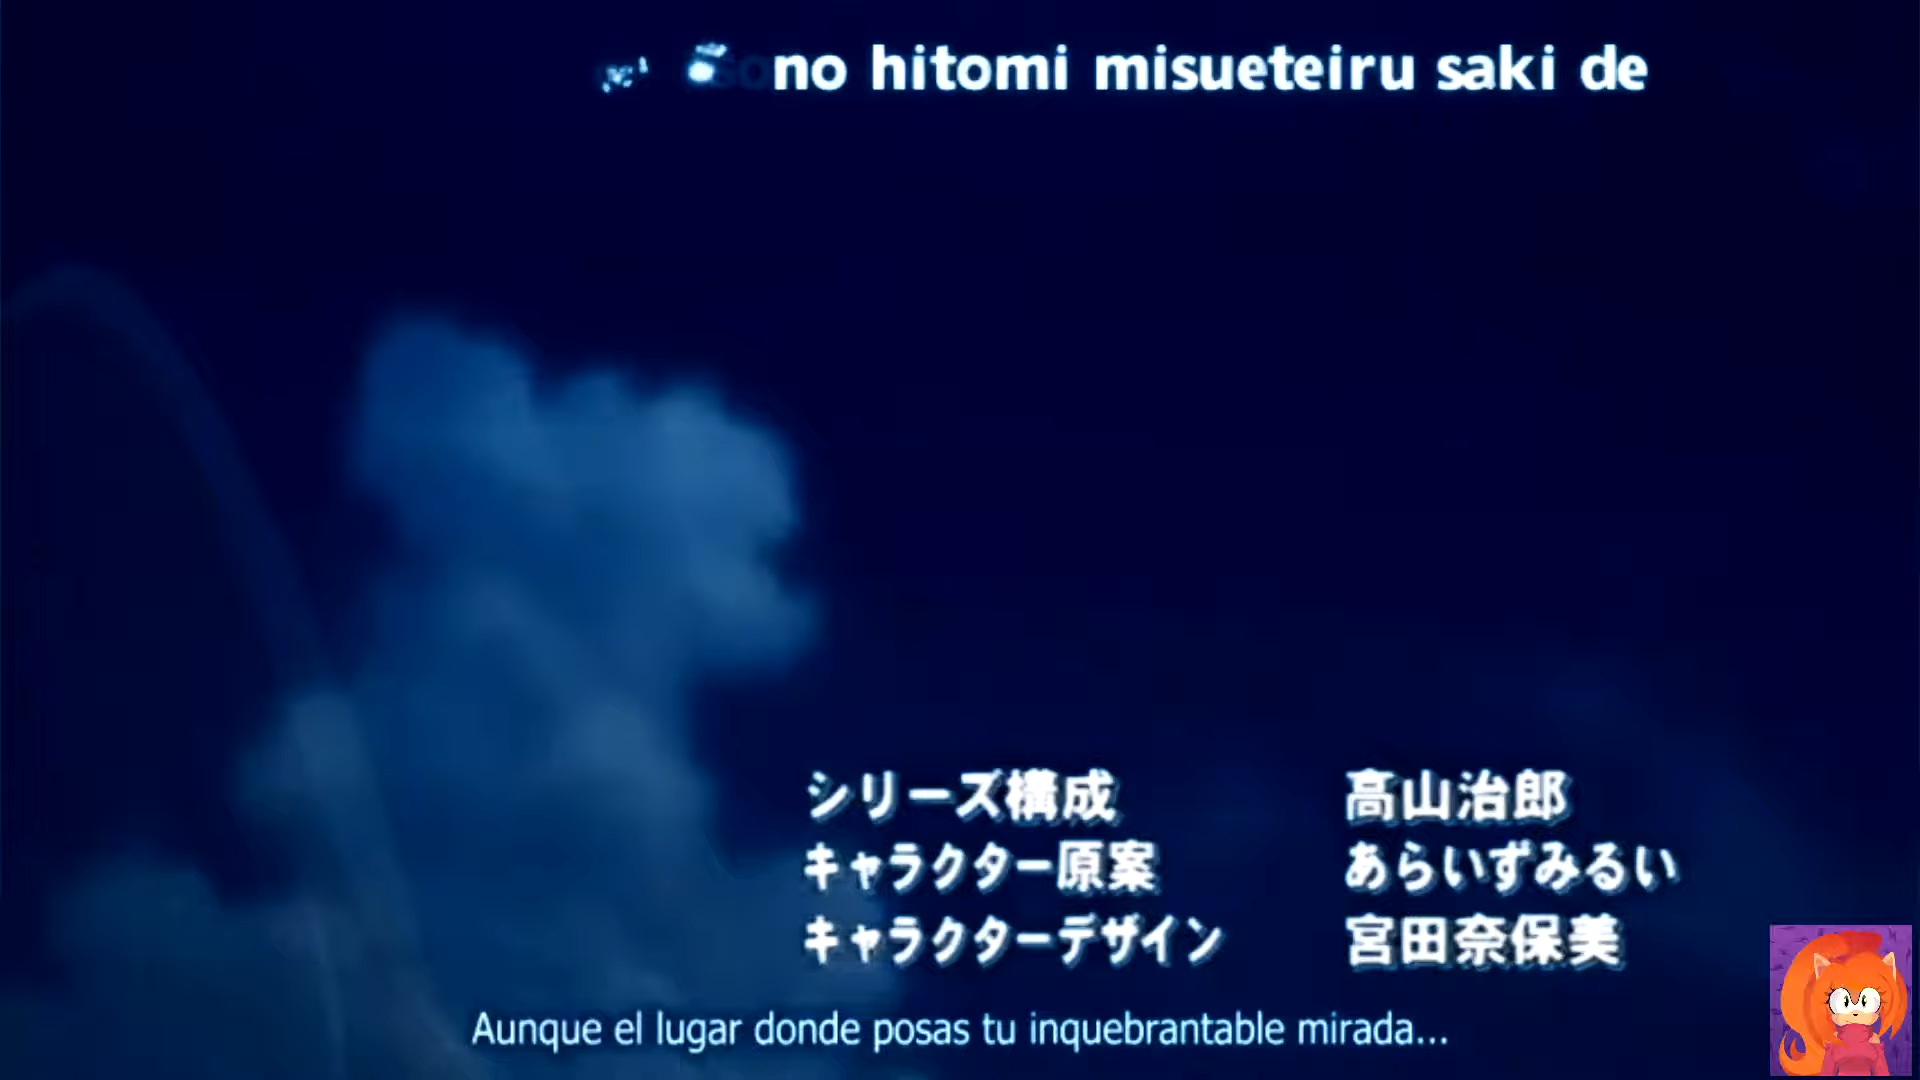 so no hitomi misueteiru saki de
シリーズ構成 高山治郎
キャラクター原案 あらいずみるい
キャラクターデザイン 宮田奈保美
Aunque el lugar donde posas tu inquebrantable mirada...